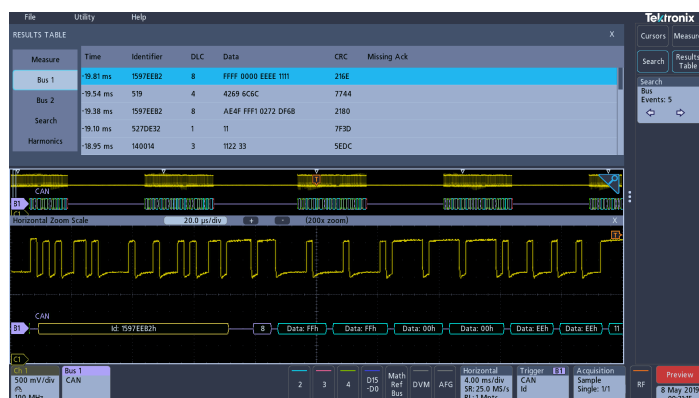 File Utility Help Tektronix
RESULTS TABLE X Cursors Measure
Measure Time Identifier DLC Data CRC Missing Ack
Search Results Table
Bus 1 -19.81 ms 1597EEB2 8 FFFF 0000 EEEE 1111 216E
Search
Bus
Events: 5
Bus 2 -19.54 ms 519 4 4269 6C6C 7744
-19.38 ms 1597EEB2 8 AE4F FFF1 0272 DF6B 2180
Search -19.10 ms 527DE32 1 11 7F3D
Harmonics -18.95 ms 140014 3 1122 33 5EDC
T
CAN
B1
C1
Horizontal Zoom Scale 20.0 µs/div + - (200x zoom) X
T
CAN
B1 Id: 1597EEB2h 8 Data: FFh Data: FFh Data: 00h Data: 00h Data: EEh Data: EEh 11
C1
Ch 1
500 mV/div
100 MHz
Bus 1
CAN
2 3 4 D15 -D0 Math Ref Bus DVM AFG
Horizontal
4.00 ms/div
SR: 25.0 MS/s
RL: 1 Mpts
Trigger B1
CAN
Id
Acquisition
Sample
Single: 1/1
RF
Preview
8 May 2019